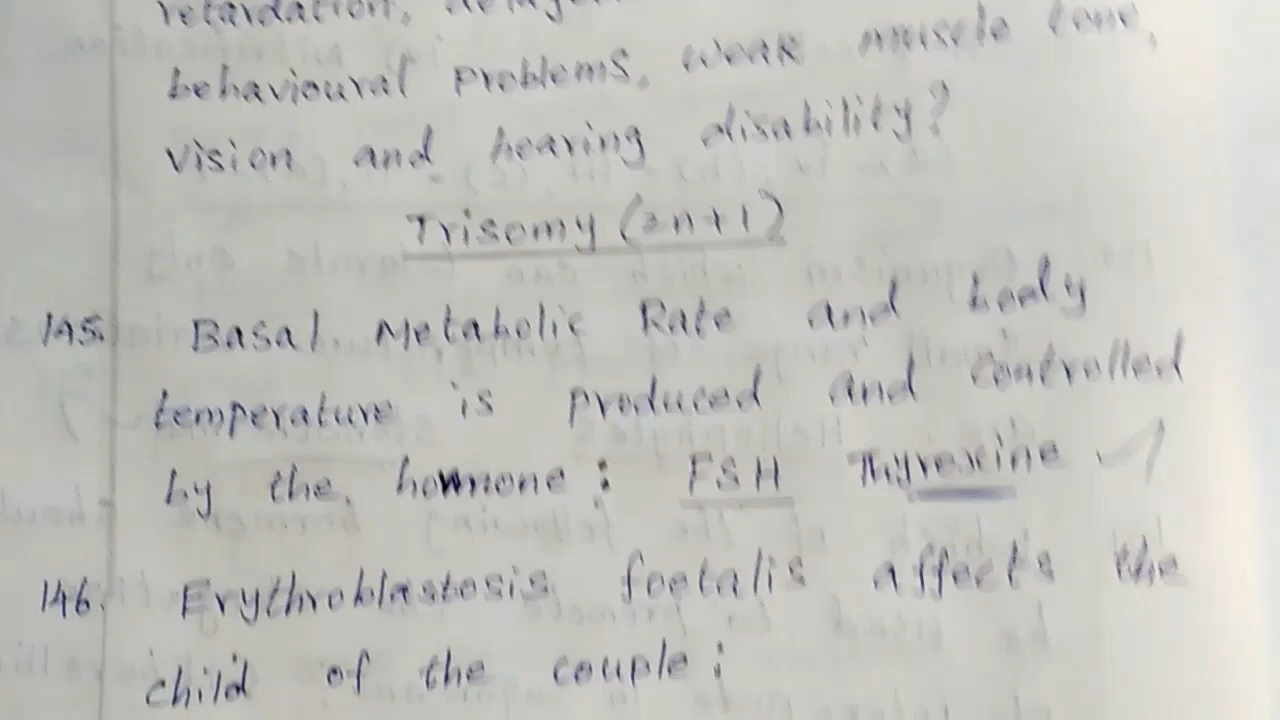 retardation,
behavioural problems, weak muscle tone,
vision and hearing disability?
Trisomy (2n+1)
145. Basal Metabolic Rate and body
temperature is produced and controlled
by the hormone : FSH Thyroxine
146. Erythroblastosis foetalis affects the
child of the couple :